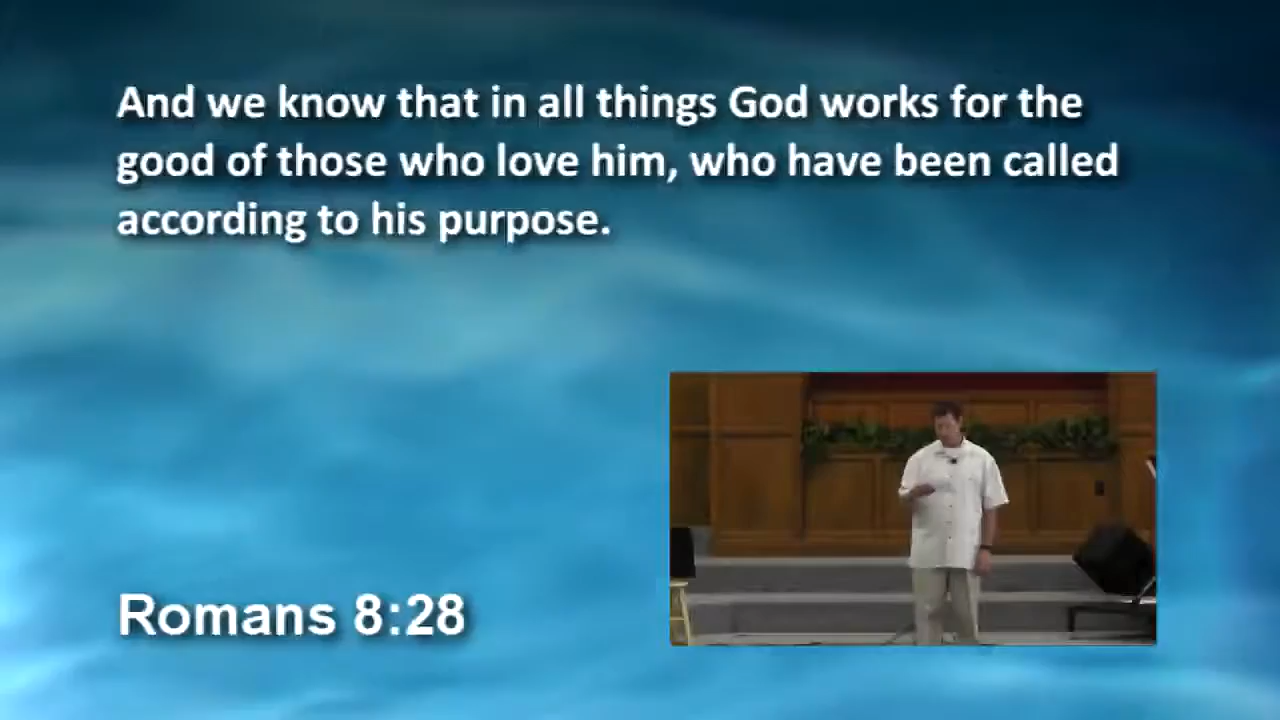 And we know that in all things God works for the
good of those who love him, who have been called
according to his purpose.
Romans 8:28